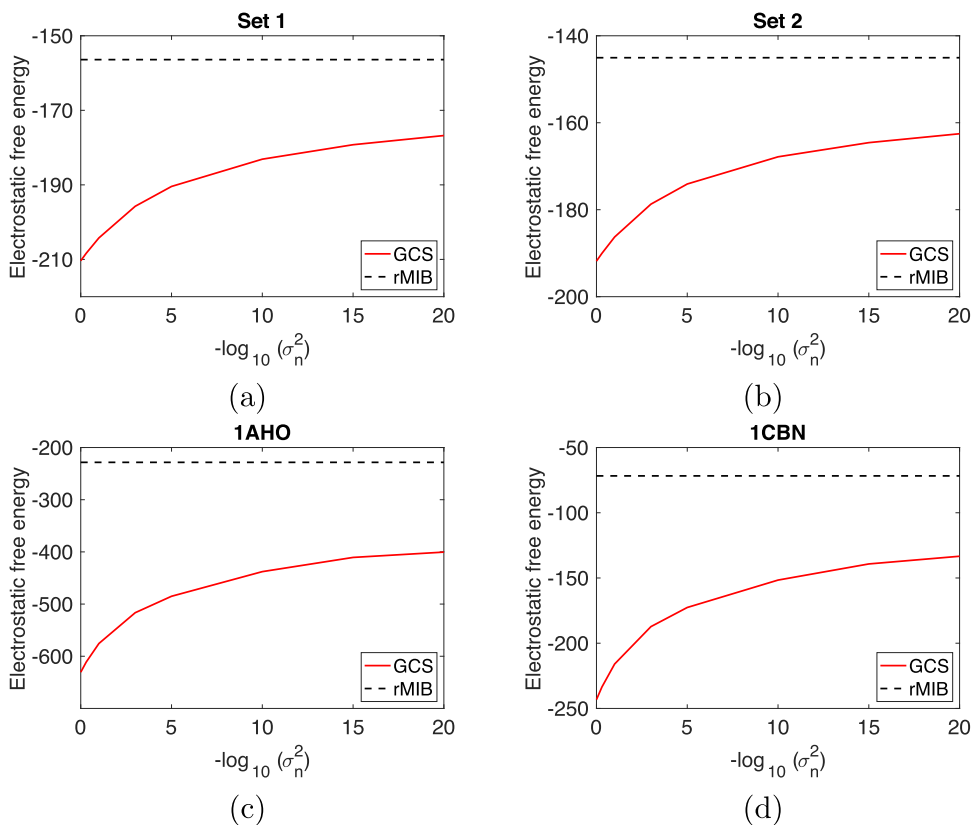 Set 1
Electrostatic free energy
-150
-170
-190
-210
0 5 10 15 20
-log10 (σn2)
GCS
rMIB
(a)
Set 2
Electrostatic free energy
-140
-160
-180
-200
0 5 10 15 20
-log10 (σn2)
GCS
rMIB
(b)
1AHO
Electrostatic free energy
-200
-300
-400
-500
-600
0 5 10 15 20
-log10 (σn2)
GCS
rMIB
(c)
1CBN
Electrostatic free energy
-50
-100
-150
-200
-250
0 5 10 15 20
-log10 (σn2)
GCS
rMIB
(d)